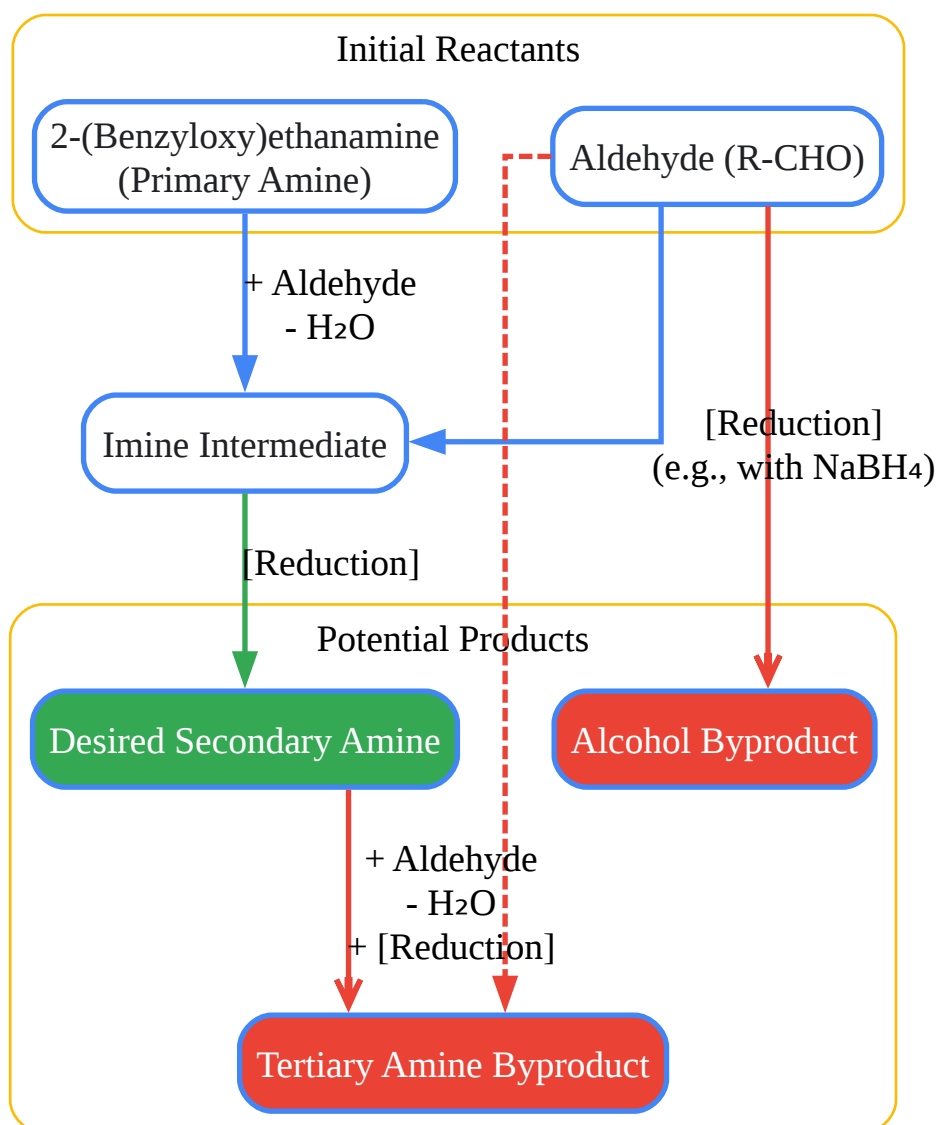 Initial Reactants
2-(Benzyloxy)ethanamine
(Primary Amine)
Aldehyde (R-CHO)
+ Aldehyde
- H₂O
Imine Intermediate
[Reduction]
(e.g., with NaBH₄)
[Reduction]
Potential Products
Desired Secondary Amine
Alcohol Byproduct
+ Aldehyde
- H₂O
+ [Reduction]
Tertiary Amine Byproduct